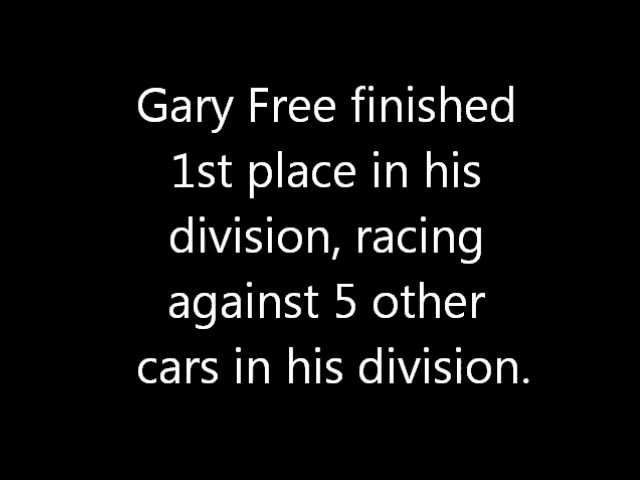 Gary Free finished
1st place in his
division, racing
against 5 other
cars in his division.